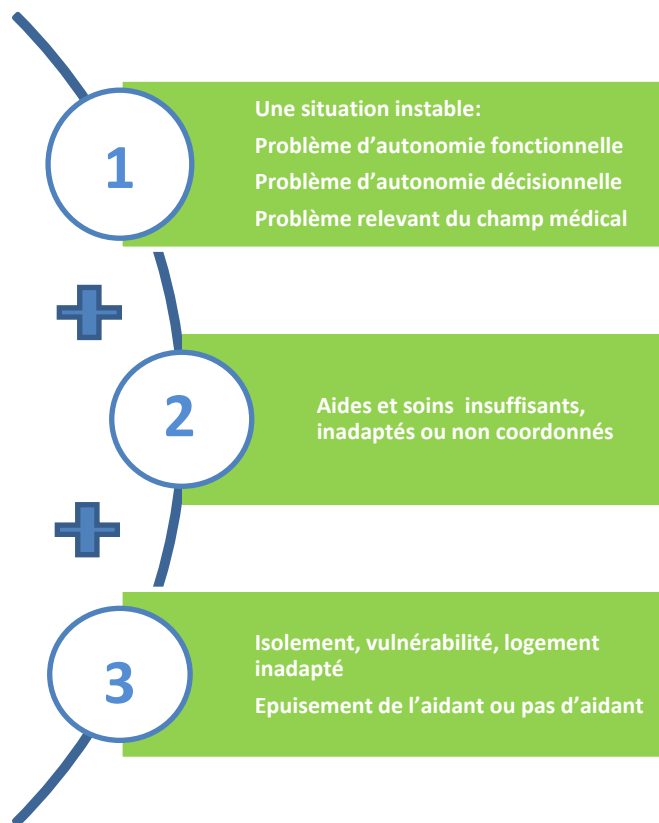 1
Une situation instable:
Problème d'autonomie fonctionnelle
Problème d'autonomie décisionnelle
Problème relevant du champ médical
2
Aides et soins  insuffisants,
inadaptés ou non coordonnés
3
Isolement, vulnérabilité, logement
inadapté
Epuisement de l'aidant ou pas d'aidant